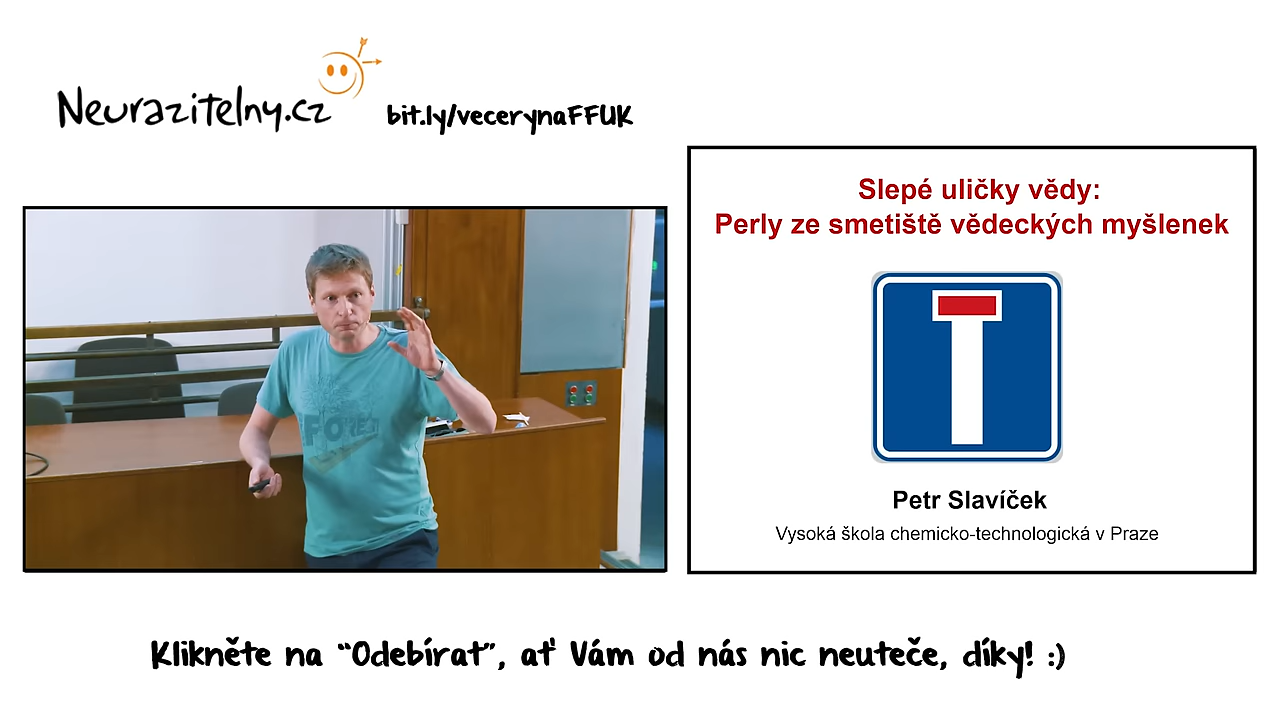 Neurazitelny.cz
bit.ly/vecerynaFFUK
Slepé uličky vědy:
Perly ze smetiště vědeckých myšlenek
Petr Slavíček
Vysoká škola chemicko-technologická v Praze
Klikněte na “Odebírat”, ať Vám od nás nic neuteče, díky! :)